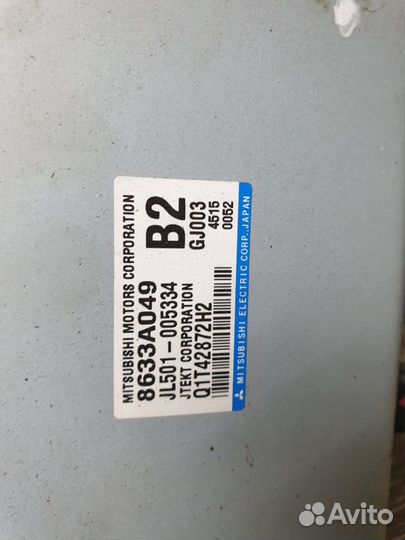 MITSUBISHI MOTORS CORPORATION
8633A049
B2
JL501-005334
GJ003
4515
0052
JTEKT CORPORATION
Q1T42872H2
MITSUBISHI ELECTRIC CORP., JAPAN
Avito